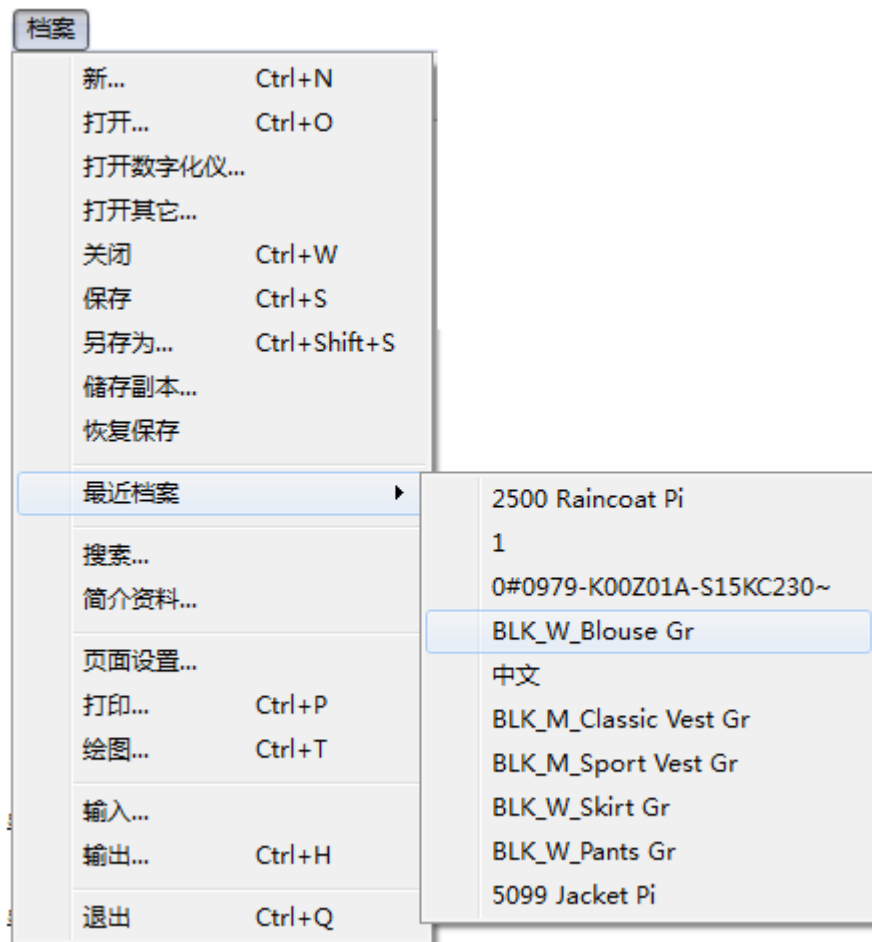 档案
新... Ctrl+N
打开... Ctrl+O
打开数字化仪...
打开其它...
关闭 Ctrl+W
保存 Ctrl+S
另存为... Ctrl+Shift+S
储存副本...
恢复保存
最近档案
2500 Raincoat Pi
1
0#0979-K00Z01A-S15KC230~
BLK_W_Blouse Gr
中文
BLK_M_Classic Vest Gr
BLK_M_Sport Vest Gr
BLK_W_Skirt Gr
BLK_W_Pants Gr
5099 Jacket Pi
搜索...
简介资料...
页面设置...
打印... Ctrl+P
绘图... Ctrl+T
输入...
输出... Ctrl+H
退出 Ctrl+Q